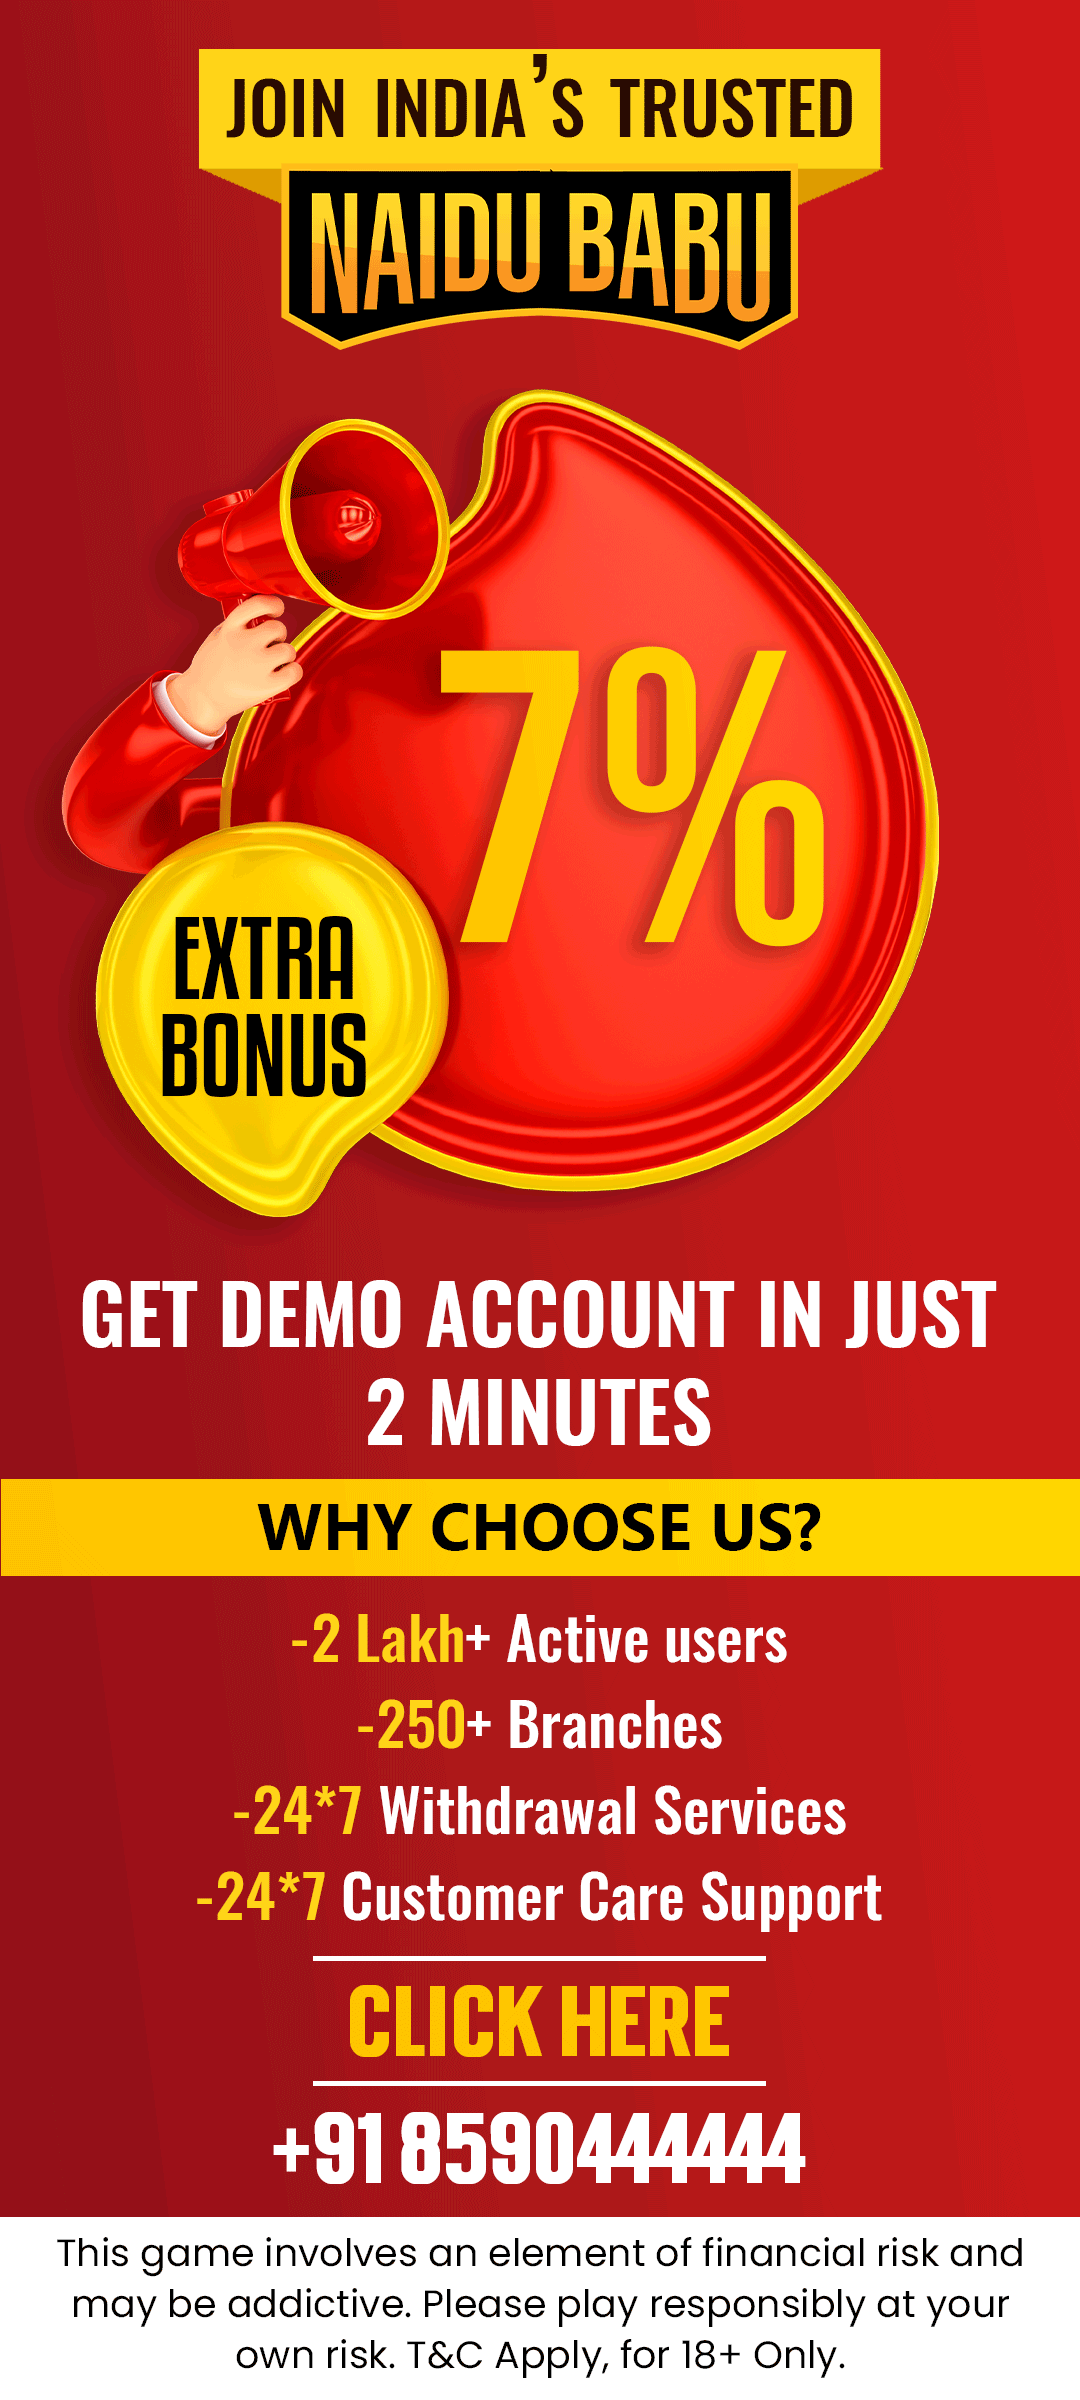 JOIN INDIA'S TRUSTED
NAIDU BABU
7%
EXTRA
BONUS
GET DEMO ACCOUNT IN JUST
2 MINUTES
WHY CHOOSE US?
-2 Lakh+ Active users
-250+ Branches
-24*7 Withdrawal Services
-24*7 Customer Care Support
CLICK HERE
+91 8590444444
This game involves an element of financial risk and
may be addictive. Please play responsibly at your
own risk. T&C Apply, for 18+ Only.